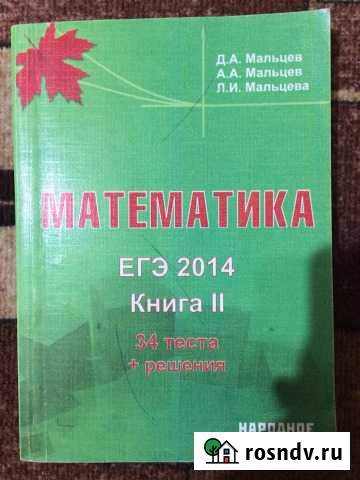 Д.А. Мальцев
А.А. Мальцев
Л.И. Мальцева
МАТЕМАТИКА
ЕГЭ 2014
Книга II
34 теста
+ решения
НАРОДНОЕ
rosndv.ru